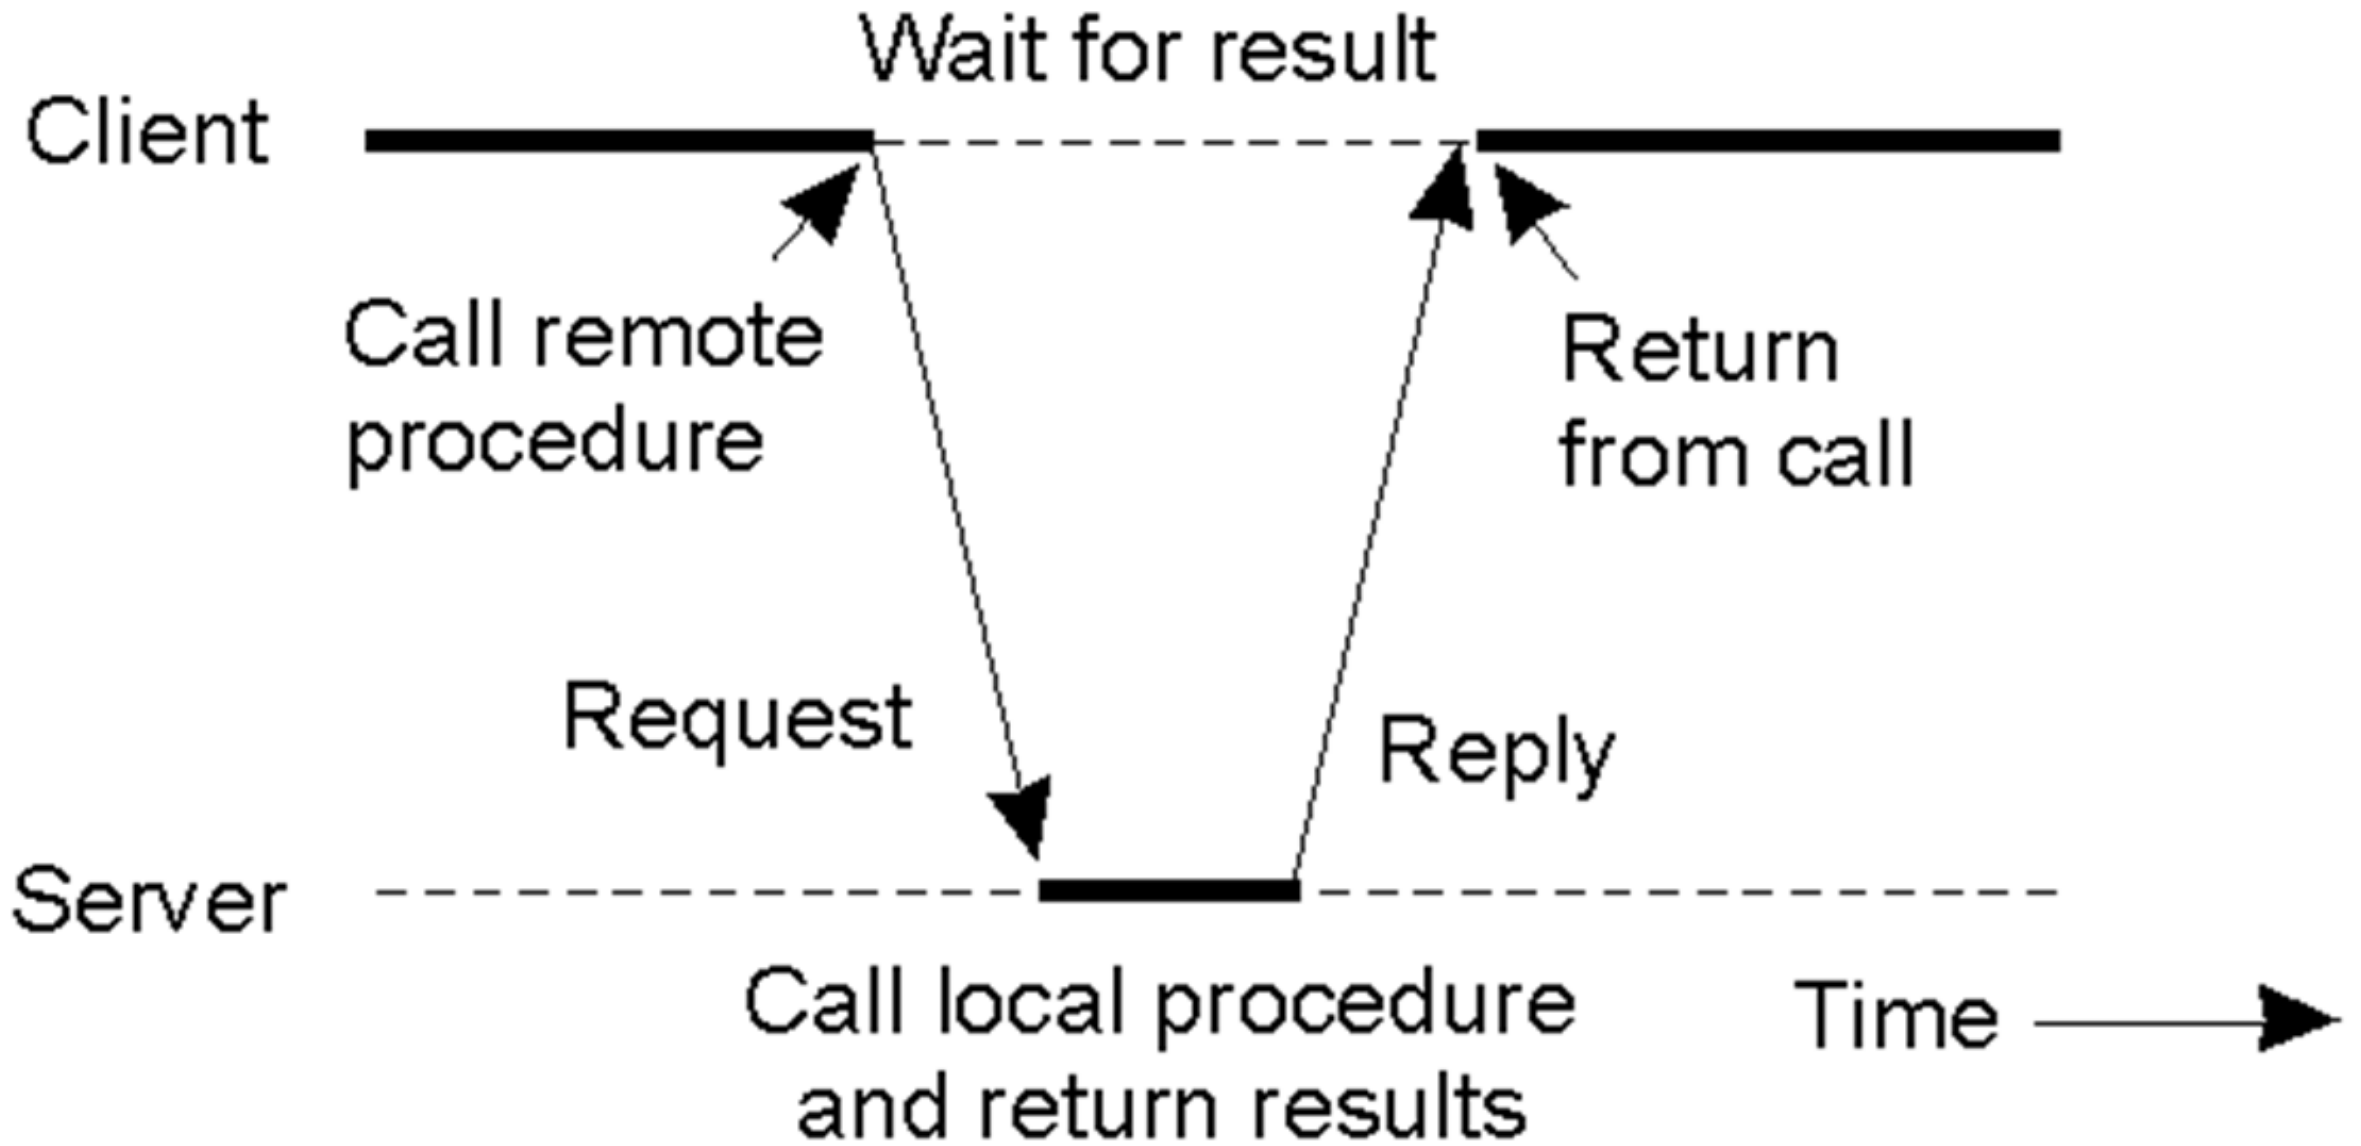 Wait for result
Client
Call remote
procedure
Return
from call
Request
Reply
Server
Call local procedure
and return results
Time